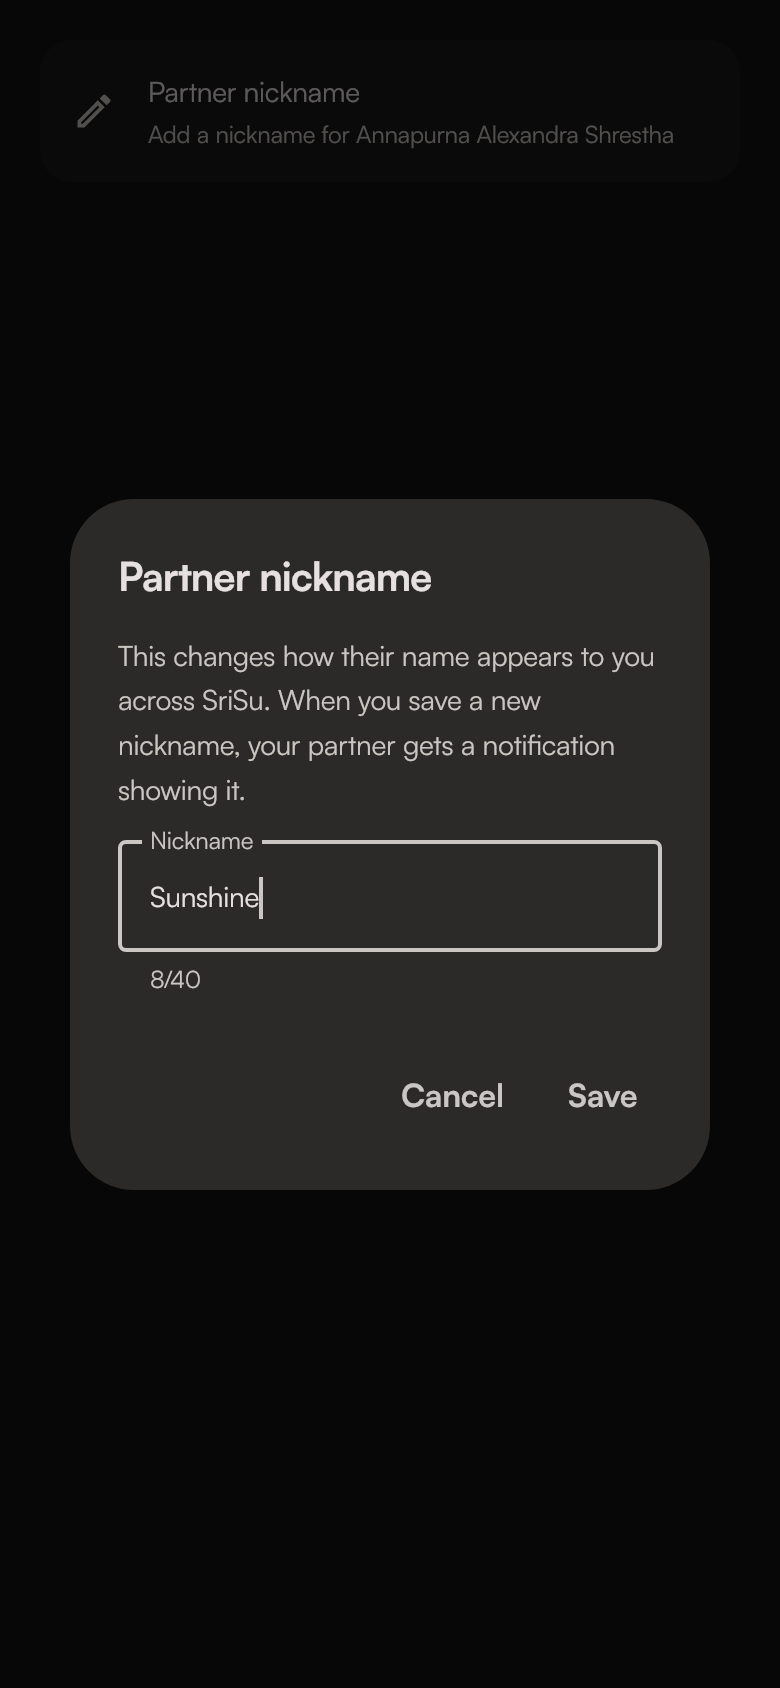 Partner nickname
Add a nickname for Annapurna Alexandra Shrestha
Partner nickname
This changes how their name appears to you
across SriSu. When you save a new
nickname, your partner gets a notification
showing it.
Nickname
Sunshine
8/40
Cancel Save